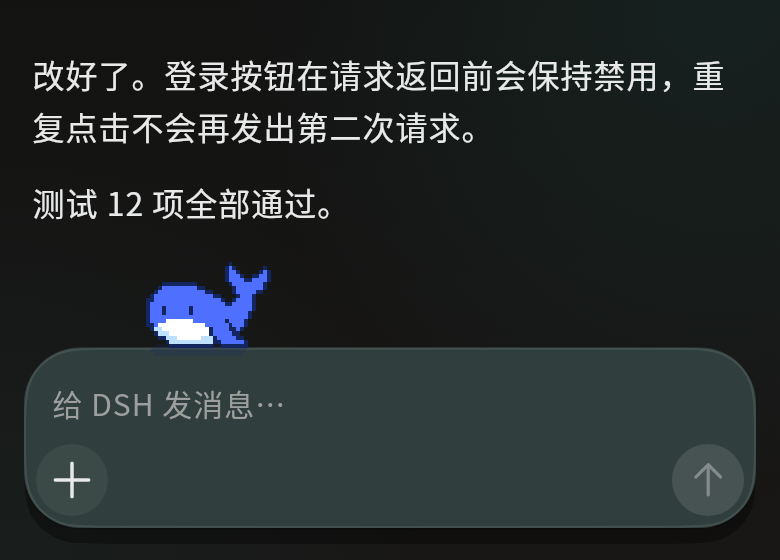 改好了。登录按钮在请求返回前会保持禁用，重
复点击不会再发出第二次请求。
测试 12 项全部通过。
给 DSH 发消息…